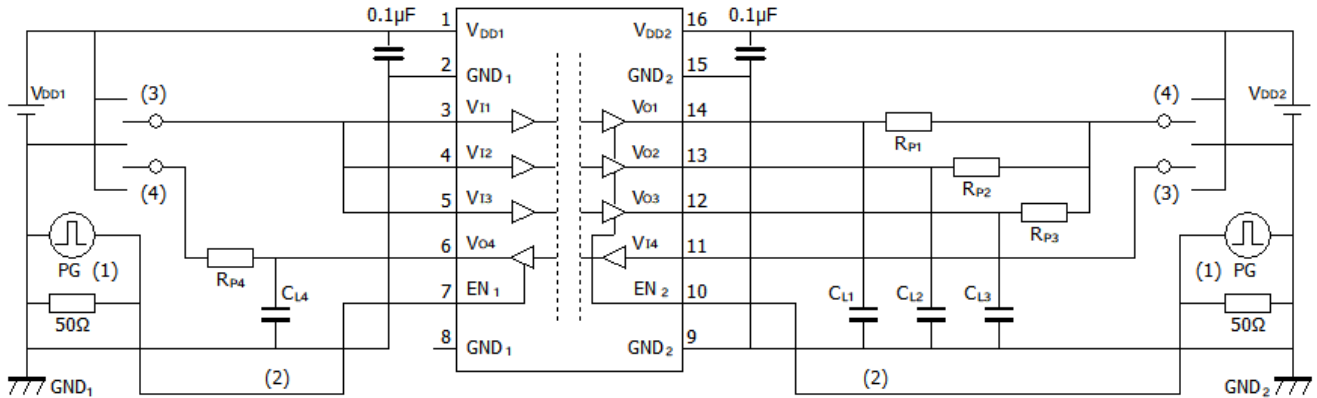 0.1μF 1 16 0.1μF
VDD1 VDD2
2 15
GND1 GND2
VDD1 (3) (4) VDD2
3 VI1 VO1 14
RP1
4 VI2 VO2 13
(4) RP2 (3)
5 VI3 VO3 12
RP3
6 VO4 VI4 11
PG (1) RP4 (1) PG
7 EN1 EN2 10
CL4 CL1 CL2 CL3
50Ω 50Ω
8 GND1 GND2 9
GND1 (2) (2) GND2